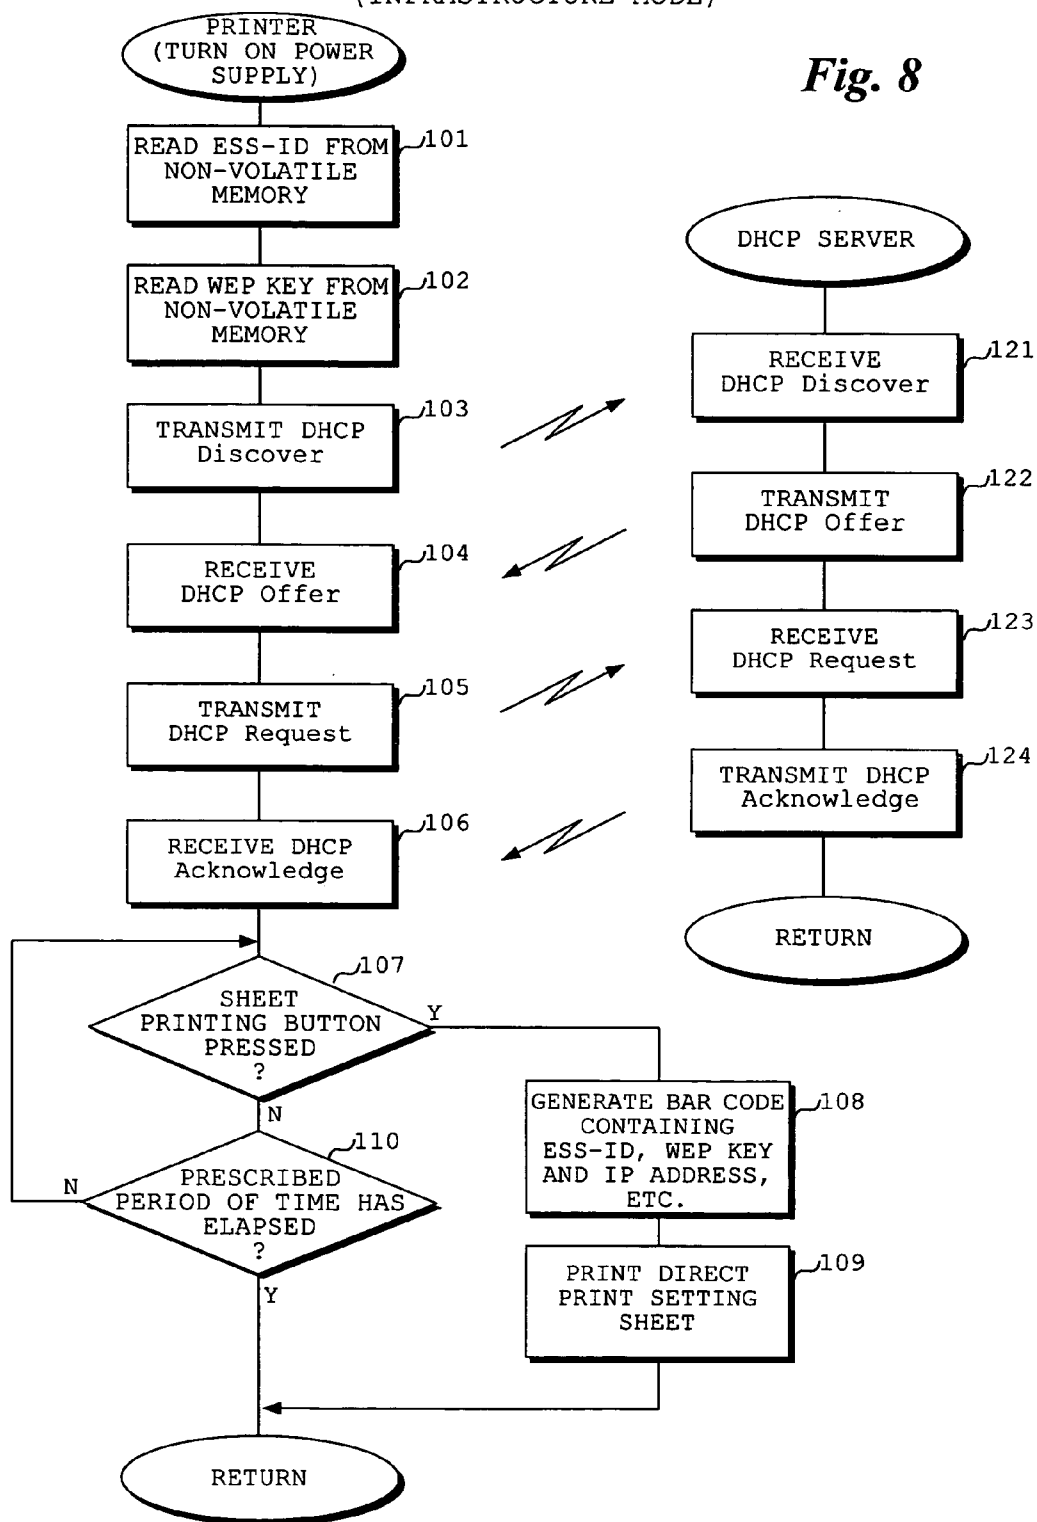 (INFRASTRUCTURE MODE)
Fig. 8
PRINTER
(TURN ON POWER
SUPPLY)
101
READ ESS-ID FROM
NON-VOLATILE
MEMORY
102
READ WEP KEY FROM
NON-VOLATILE
MEMORY
103
TRANSMIT DHCP
Discover
104
RECEIVE
DHCP Offer
105
TRANSMIT
DHCP Request
106
RECEIVE DHCP
Acknowledge
107
SHEET
PRINTING BUTTON
PRESSED
?
Y
N
110
PRESCRIBED
PERIOD OF TIME HAS
ELAPSED
?
N
Y
RETURN
108
GENERATE BAR CODE
CONTAINING
ESS-ID, WEP KEY
AND IP ADDRESS,
ETC.
109
PRINT DIRECT
PRINT SETTING
SHEET
DHCP SERVER
121
RECEIVE
DHCP Discover
122
TRANSMIT
DHCP Offer
123
RECEIVE
DHCP Request
124
TRANSMIT DHCP
Acknowledge
RETURN